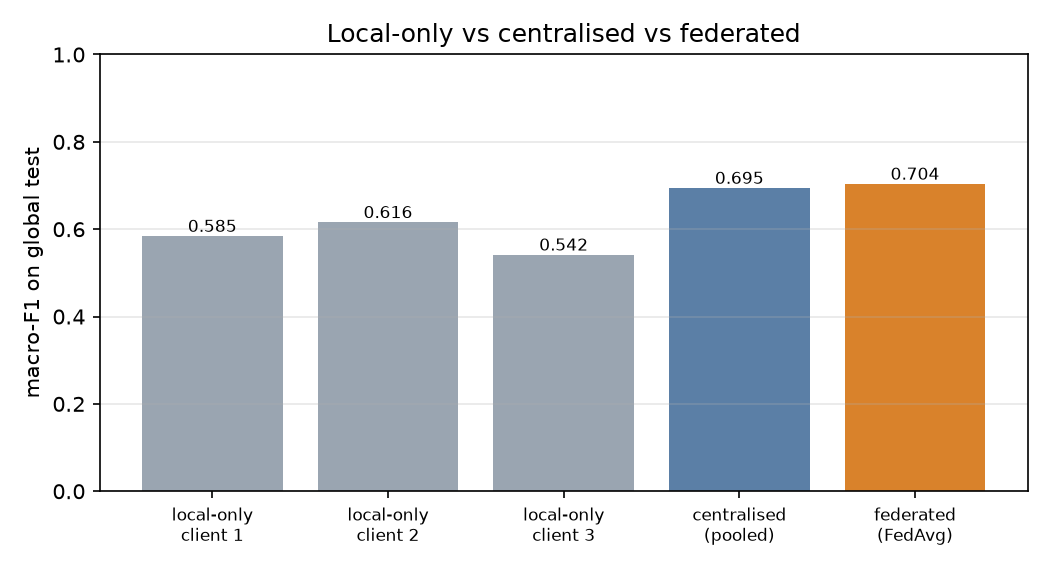 Local-only vs centralised vs federated
macro-F1 on global test
1.0
0.8
0.6
0.4
0.2
0.0
0.585
0.616
0.542
0.695
0.704
local-only
client 1
local-only
client 2
local-only
client 3
centralised
(pooled)
federated
(FedAvg)